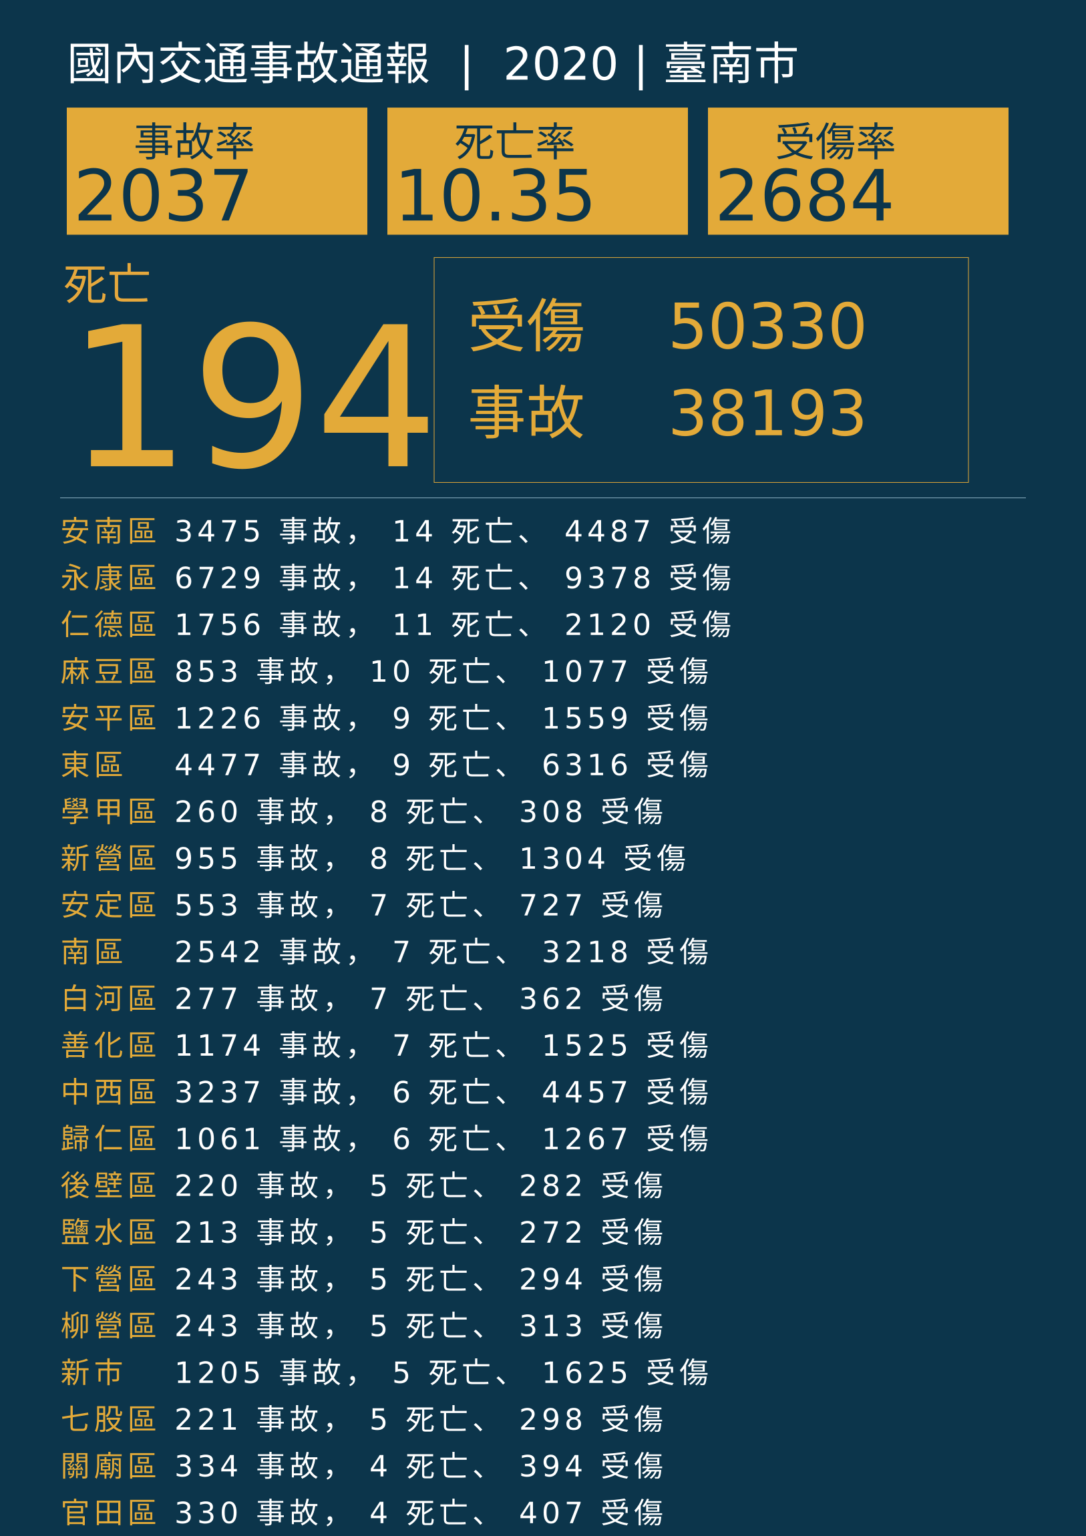 國內交通事故通報 | 2020 | 臺南市
事故率
2037
死亡率
10.35
受傷率
2684
死亡
194
受傷 50330
事故 38193
安南區 3475 事故， 14 死亡、 4487 受傷
永康區 6729 事故， 14 死亡、 9378 受傷
仁德區 1756 事故， 11 死亡、 2120 受傷
麻豆區 853 事故， 10 死亡、 1077 受傷
安平區 1226 事故， 9 死亡、 1559 受傷
東區 4477 事故， 9 死亡、 6316 受傷
學甲區 260 事故， 8 死亡、 308 受傷
新營區 955 事故， 8 死亡、 1304 受傷
安定區 553 事故， 7 死亡、 727 受傷
南區 2542 事故， 7 死亡、 3218 受傷
白河區 277 事故， 7 死亡、 362 受傷
善化區 1174 事故， 7 死亡、 1525 受傷
中西區 3237 事故， 6 死亡、 4457 受傷
歸仁區 1061 事故， 6 死亡、 1267 受傷
後壁區 220 事故， 5 死亡、 282 受傷
鹽水區 213 事故， 5 死亡、 272 受傷
下營區 243 事故， 5 死亡、 294 受傷
柳營區 243 事故， 5 死亡、 313 受傷
新市 1205 事故， 5 死亡、 1625 受傷
七股區 221 事故， 5 死亡、 298 受傷
關廟區 334 事故， 4 死亡、 394 受傷
官田區 330 事故， 4 死亡、 407 受傷